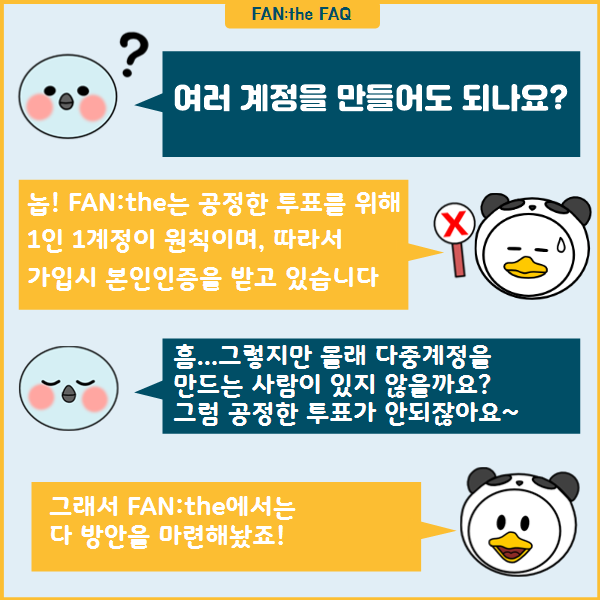 FAN:the FAQ
?
여러 계정을 만들어도 되나요?
놉! FAN:the는 공정한 투표를 위해
1인 1계정이 원칙이며, 따라서
가입시 본인인증을 받고 있습니다
X
흠...그렇지만 몰래 다중계정을
만드는 사람이 있지 않을까요?
그럼 공정한 투표가 안되잖아요~
그래서 FAN:the에서는
다 방안을 마련해놨죠!